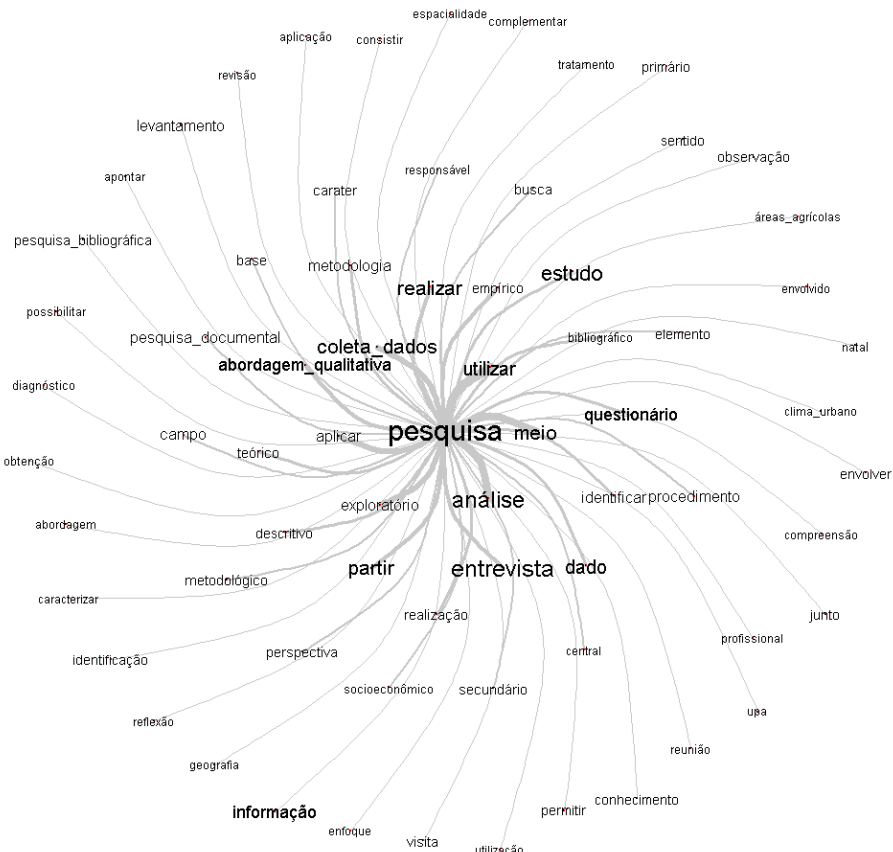 espacialidade
complementar
aplicação
consistir
tratamento
primário
revisão
levantamento
sentido
observação
apontar
responsável
busca
carater
áreas_agrícolas
pesquisa_bibliográfica
base
metodologia
realizar
empírico
estudo
envolvido
possibilitar
pesquisa_documental
coleta_dados
bibliográfico
elemento
natal
abordagem_qualitativa
utilizar
diagnóstico
questionário
clima_urbano
campo
aplicar
pesquisa
meio
teórico
obtenção
envolver
análise
identificar
procedimento
exploratório
abordagem
descritivo
compreensão
partir
entrevista
dado
metodológico
caracterizar
realização
junto
profissional
identificação
perspectiva
central
socioeconômico
secundário
reflexão
upa
reunião
geografia
informação
conhecimento
permitir
enfoque
visita
utilização